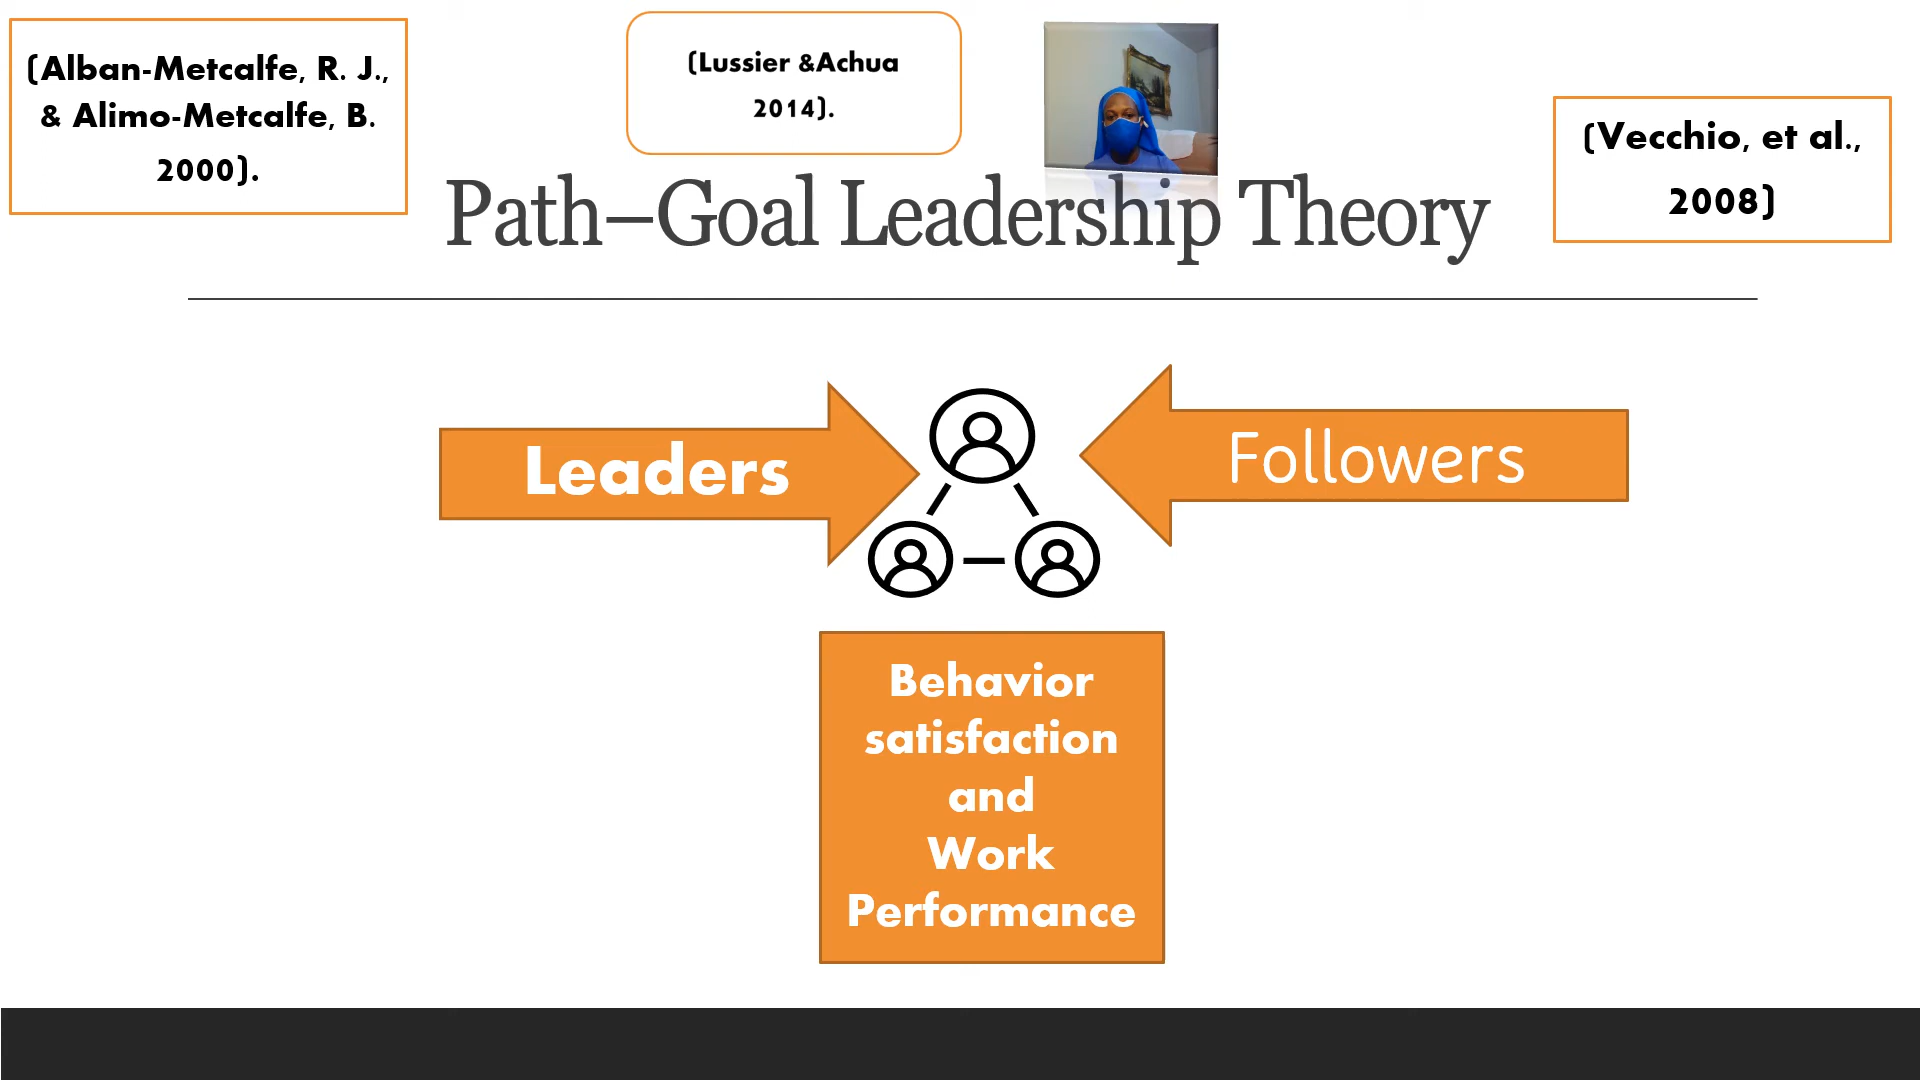 (Alban-Metcalfe, R. J.,
& Alimo-Metcalfe, B.
2000).
(Lussier &Achua
2014).
(Vecchio, et al.,
2008)
Path–Goal Leadership Theory
Leaders
Followers
Behavior
satisfaction
and
Work
Performance